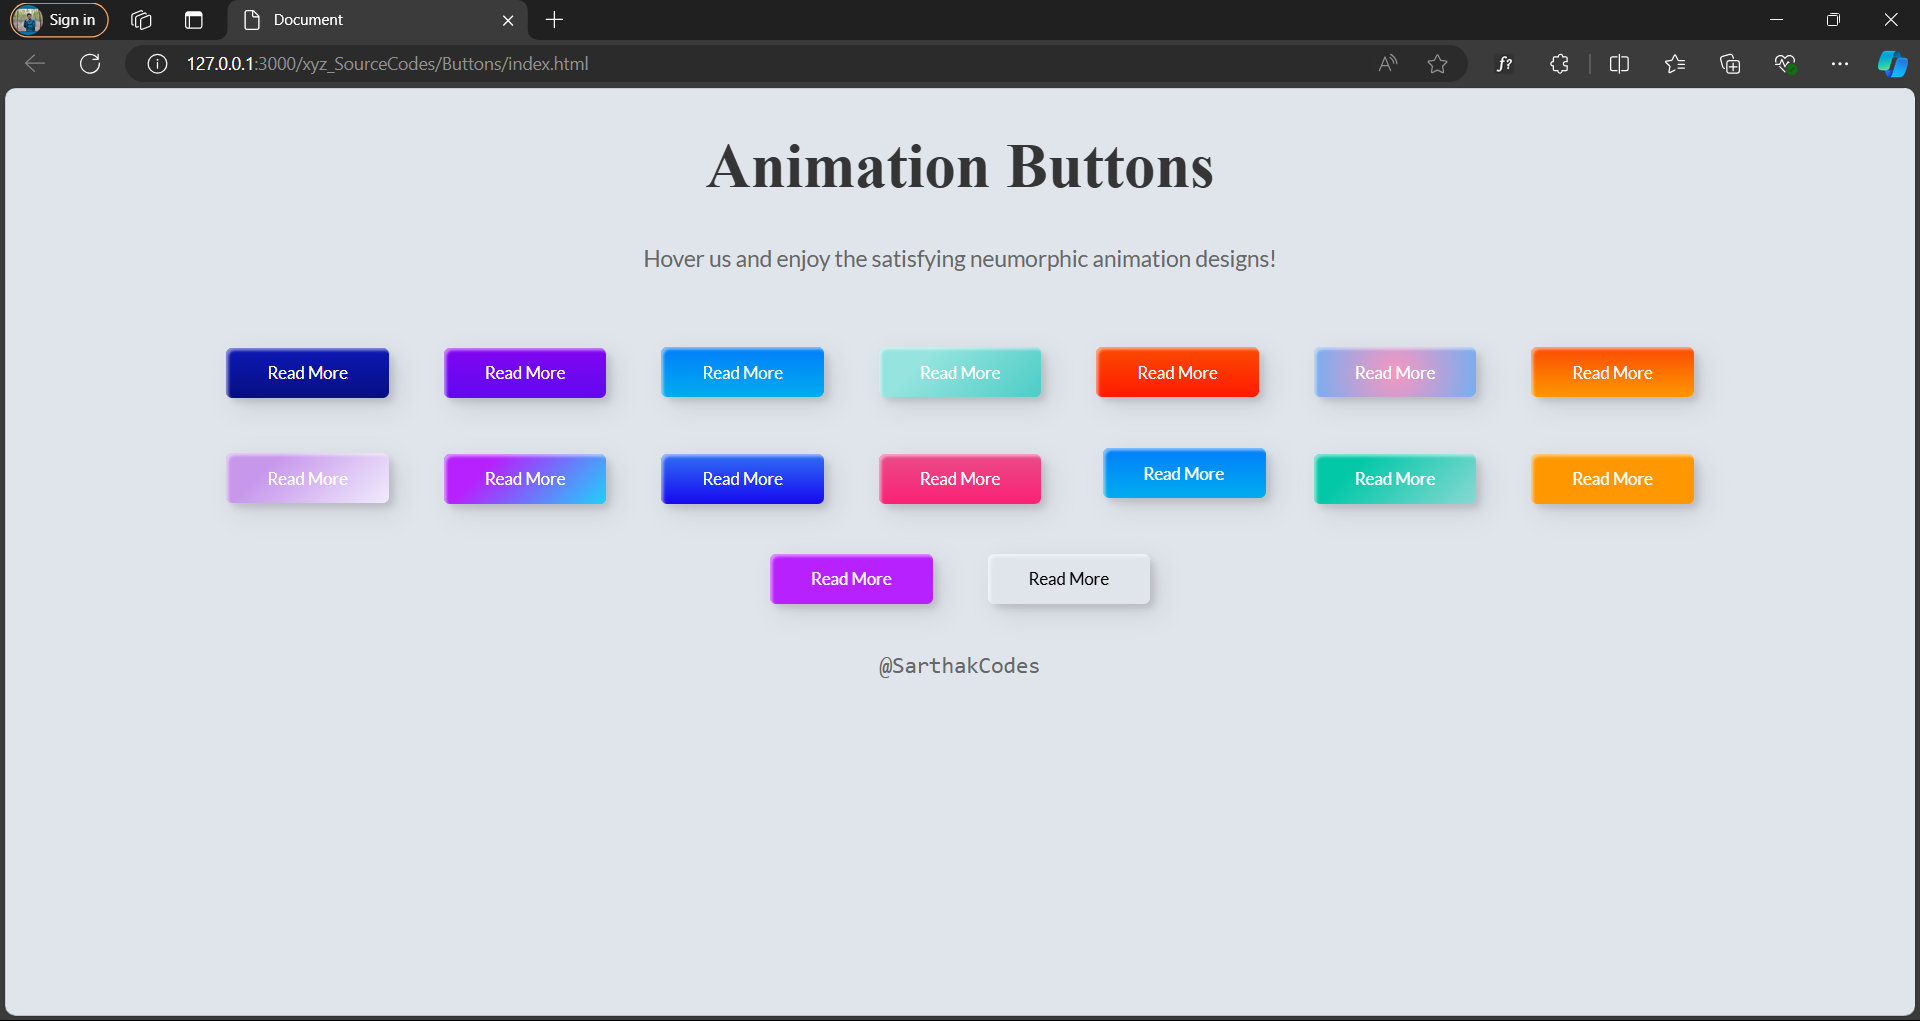 Sign in
Document
127.0.0.1:3000/xyz_SourceCodes/Buttons/index.html
Animation Buttons
Hover us and enjoy the satisfying neumorphic animation designs!
Read More Read More Read More Read More Read More Read More Read More
Read More Read More Read More Read More Read More Read More Read More
Read More Read More
@SarthakCodes